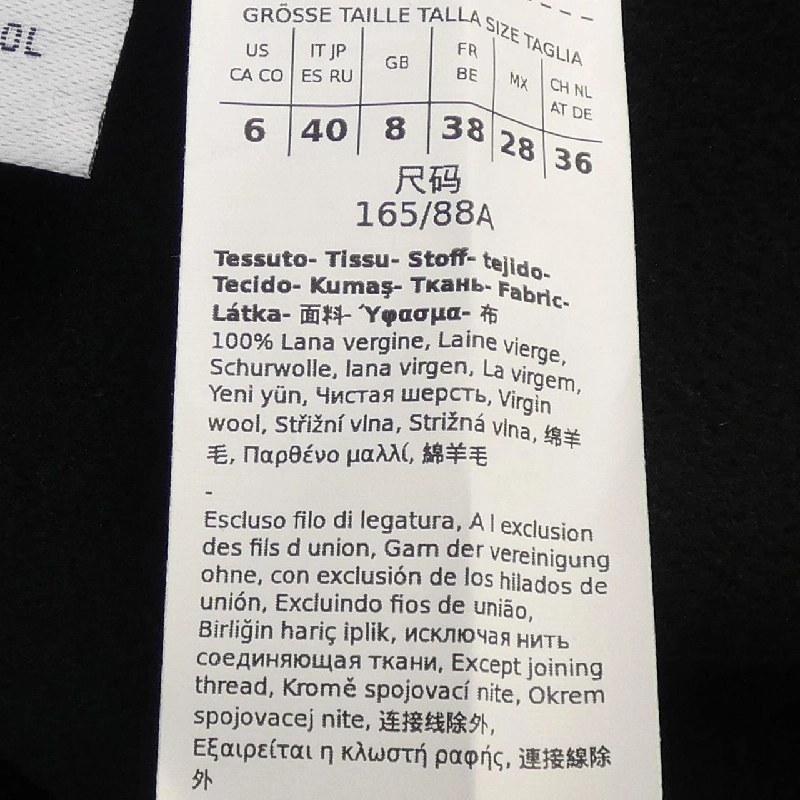 OL
GRÖSSE TAILLE TALLA SIZE TAGLIA
US IT JP GB FR MX CH NL
CA CO ES RU BE AT DE
6 40 8 38 28 36
尺码
165/88A
Tessuto- Tissu- Stoff- tejido-
Tecido- Kumaş- Ткань- Fabric-
Látka- 面料- Ύφασμα- 布
100% Lana vergine, Laine vierge,
Schurwolle, lana virgen, La virgem,
Yeni yün, Чистая шерсть, Virgin
wool, Střižní vlna, Strižná vlna, 绵羊
毛, Παρθένο μαλλί, 綿羊毛
-
Escluso filo di legatura, A l exclusion
des fils d union, Garn der vereinigung
ohne, con exclusión de los hilados de
unión, Excluindo fios de união,
Birliğin hariç iplik, исключая нить
соединяющая ткани, Except joining
thread, Kromě spojovací nite, Okrem
spojovacej nite, 连接线除外,
Εξαιρείται η κλωστή ραφής, 連接線除
外